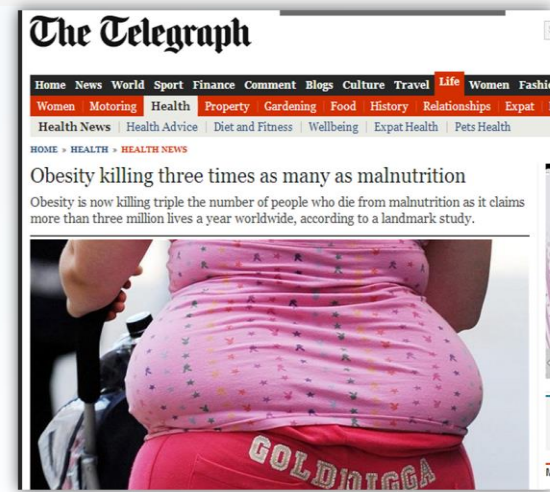 The Telegraph
Home News World Sport Finance Comment Blogs Culture Travel Life Women Fashi
Women Motoring Health Property Gardening Food History Relationships Expat
Health News Health Advice Diet and Fitness Wellbeing Expat Health Pets Health
HOME » HEALTH » HEALTH NEWS
Obesity killing three times as many as malnutrition
Obesity is now killing triple the number of people who die from malnutrition as it claims
more than three million lives a year worldwide, according to a landmark study.
GOLDDIGGA